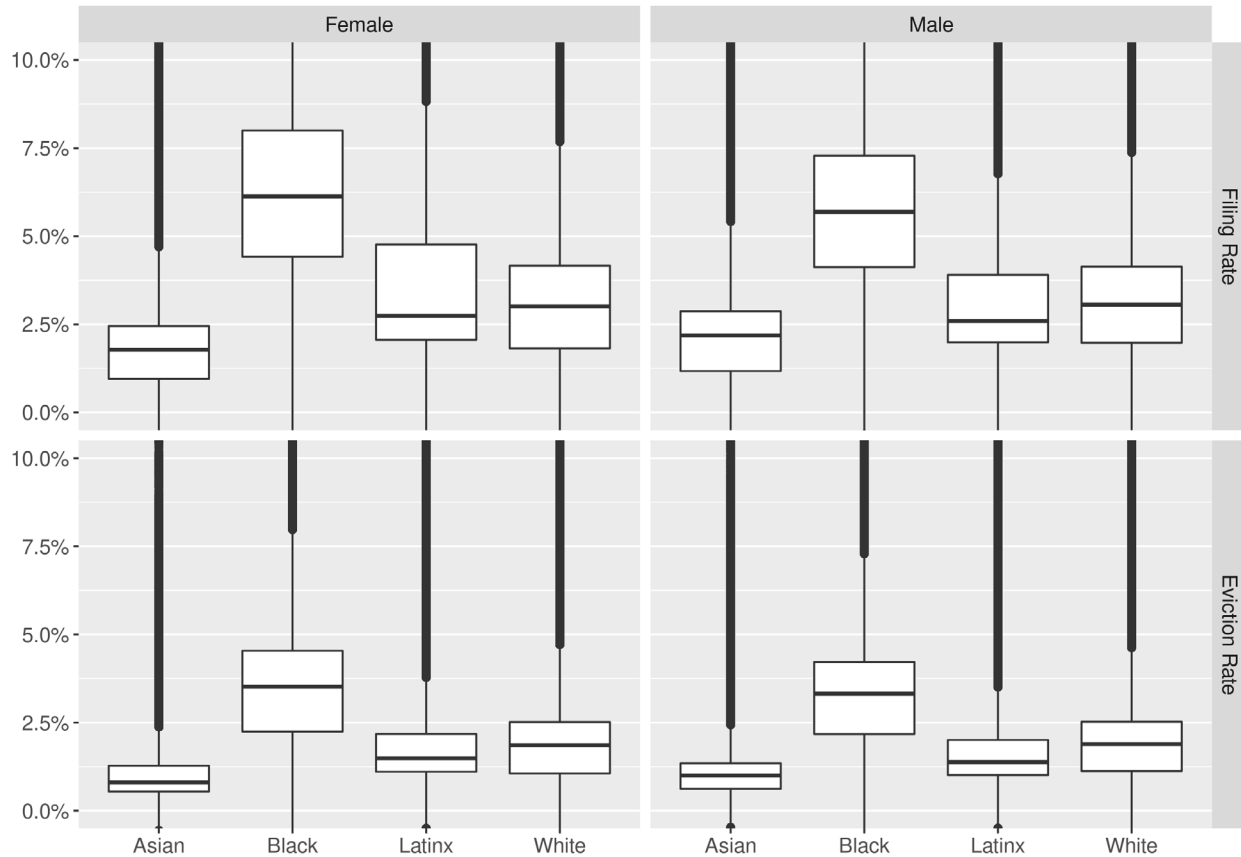 Female Male
10.0%
7.5%
5.0%
2.5%
0.0%
Filing Rate
10.0%
7.5%
5.0%
2.5%
0.0%
Eviction Rate
Asian Black Latinx White Asian Black Latinx White